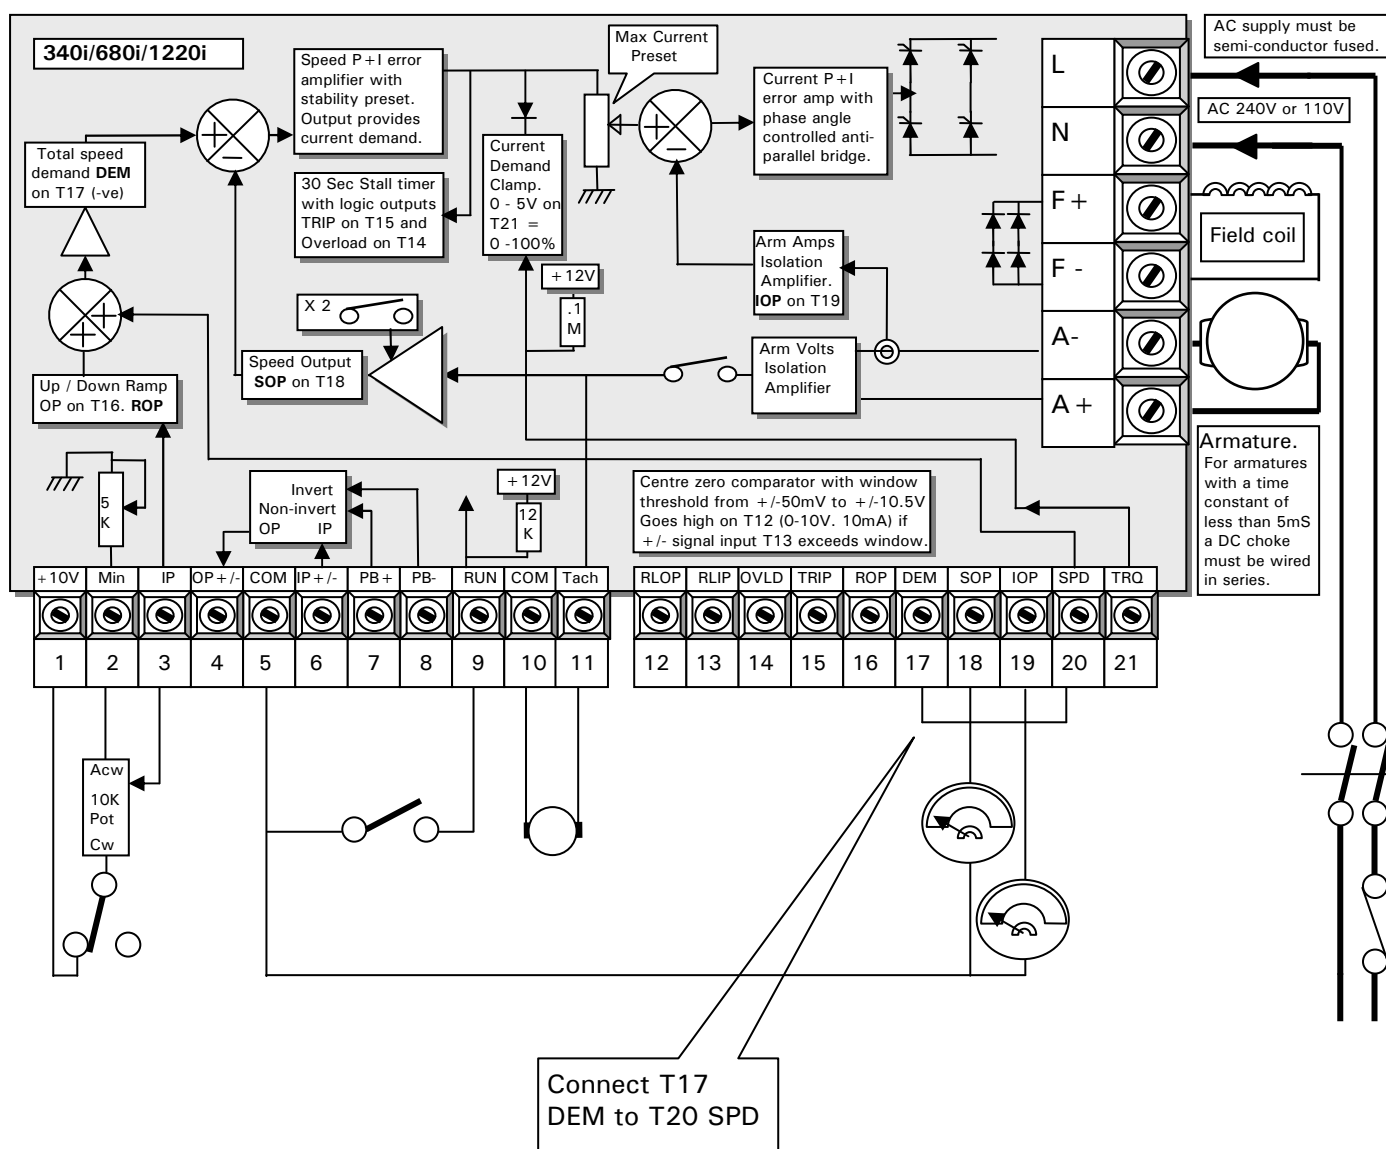 340i/680i/1220i
Speed P+I error
amplifier with
stability preset.
Output provides
current demand.
Max Current
Preset
Current P+I
error amp with
phase angle
controlled anti-
parallel bridge.
AC supply must be
semi-conductor fused.
AC 240V or 110V
L
N
F+
F -
A-
A+
Field coil
Total speed
demand DEM
on T17 (-ve)
30 Sec Stall timer
with logic outputs
TRIP on T15 and
Overload on T14
Current
Demand
Clamp.
0 - 5V on
T21 =
0 -100%
Arm Amps
Isolation
Amplifier.
IOP on T19
+12V
.1
M
X 2
Speed Output
SOP on T18
Arm Volts
Isolation
Amplifier
Up / Down Ramp
OP on T16. ROP
Armature.
For armatures
with a time
constant of
less than 5mS
a DC choke
must be wired
in series.
5
K
Invert
Non-invert
OP IP
+12V
12
K
Centre zero comparator with window
threshold from +/-50mV to +/-10.5V
Goes high on T12 (0-10V. 10mA) if
+/- signal input T13 exceeds window.
+10V Min IP OP+/- COM IP+/- PB+ PB- RUN COM Tach
RLOP RLIP OVLD TRIP ROP DEM SOP IOP SPD TRQ
1 2 3 4 5 6 7 8 9 10 11
12 13 14 15 16 17 18 19 20 21
Acw
10K
Pot
Cw
Connect T17
DEM to T20 SPD